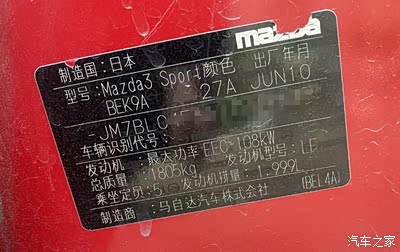 mazda
制造国：日本
型号：Mazda3 Sport 颜色 出厂年月
BEK9A 27A JUN10
JM7BLC
车辆识别代号：
发动机：最大功率 EEC-108kW
总质量：1805kg 发动机型号：LF
乘坐定员：5 发动机排量：1.999L
制造商：马自达汽车株式会社 (BEL4A)
汽车之家